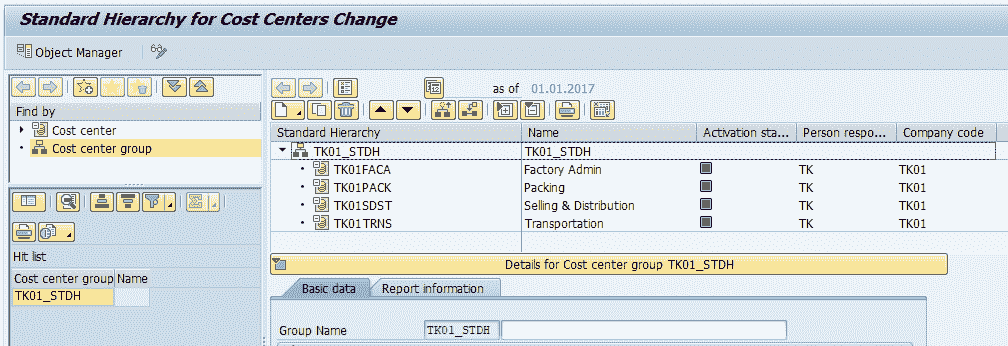 Standard Hierarchy for Cost Centers Change
Object Manager
Find by
Cost center
Cost center group
Hit list
Cost center group Name
TK01_STDH
as of 01.01.2017
Standard Hierarchy Name Activation sta... Person respo... Company code
TK01_STDH TK01_STDH
TK01FACA Factory Admin TK TK01
TK01PACK Packing TK TK01
TK01SDST Selling & Distribution TK TK01
TK01TRNS Transportation TK TK01
Details for Cost center group TK01_STDH
Basic data Report information
Group Name TK01_STDH